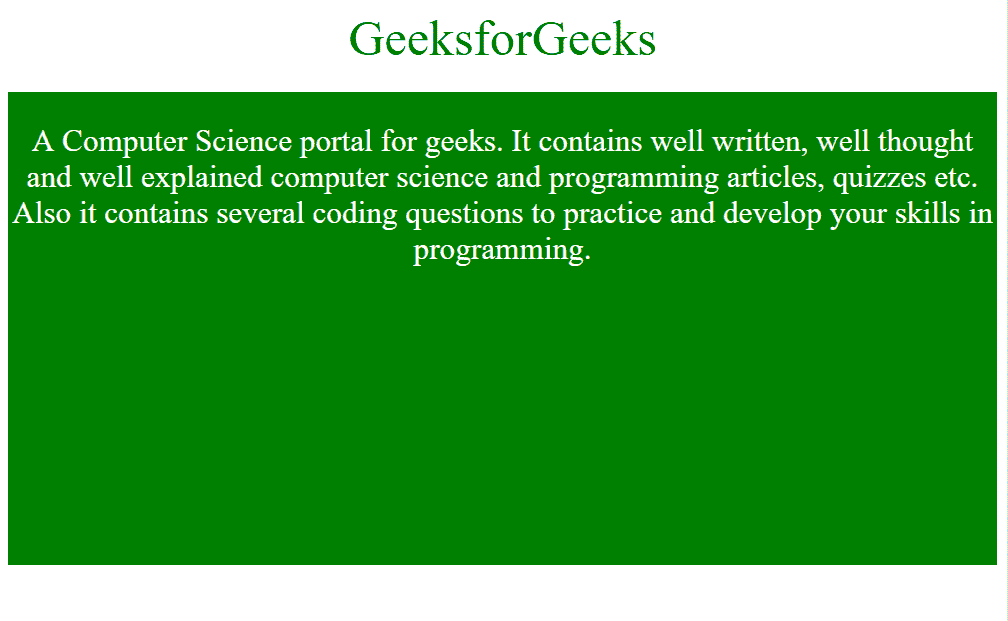 GeeksforGeeks
A Computer Science portal for geeks. It contains well written, well thought
and well explained computer science and programming articles, quizzes etc.
Also it contains several coding questions to practice and develop your skills in
programming.